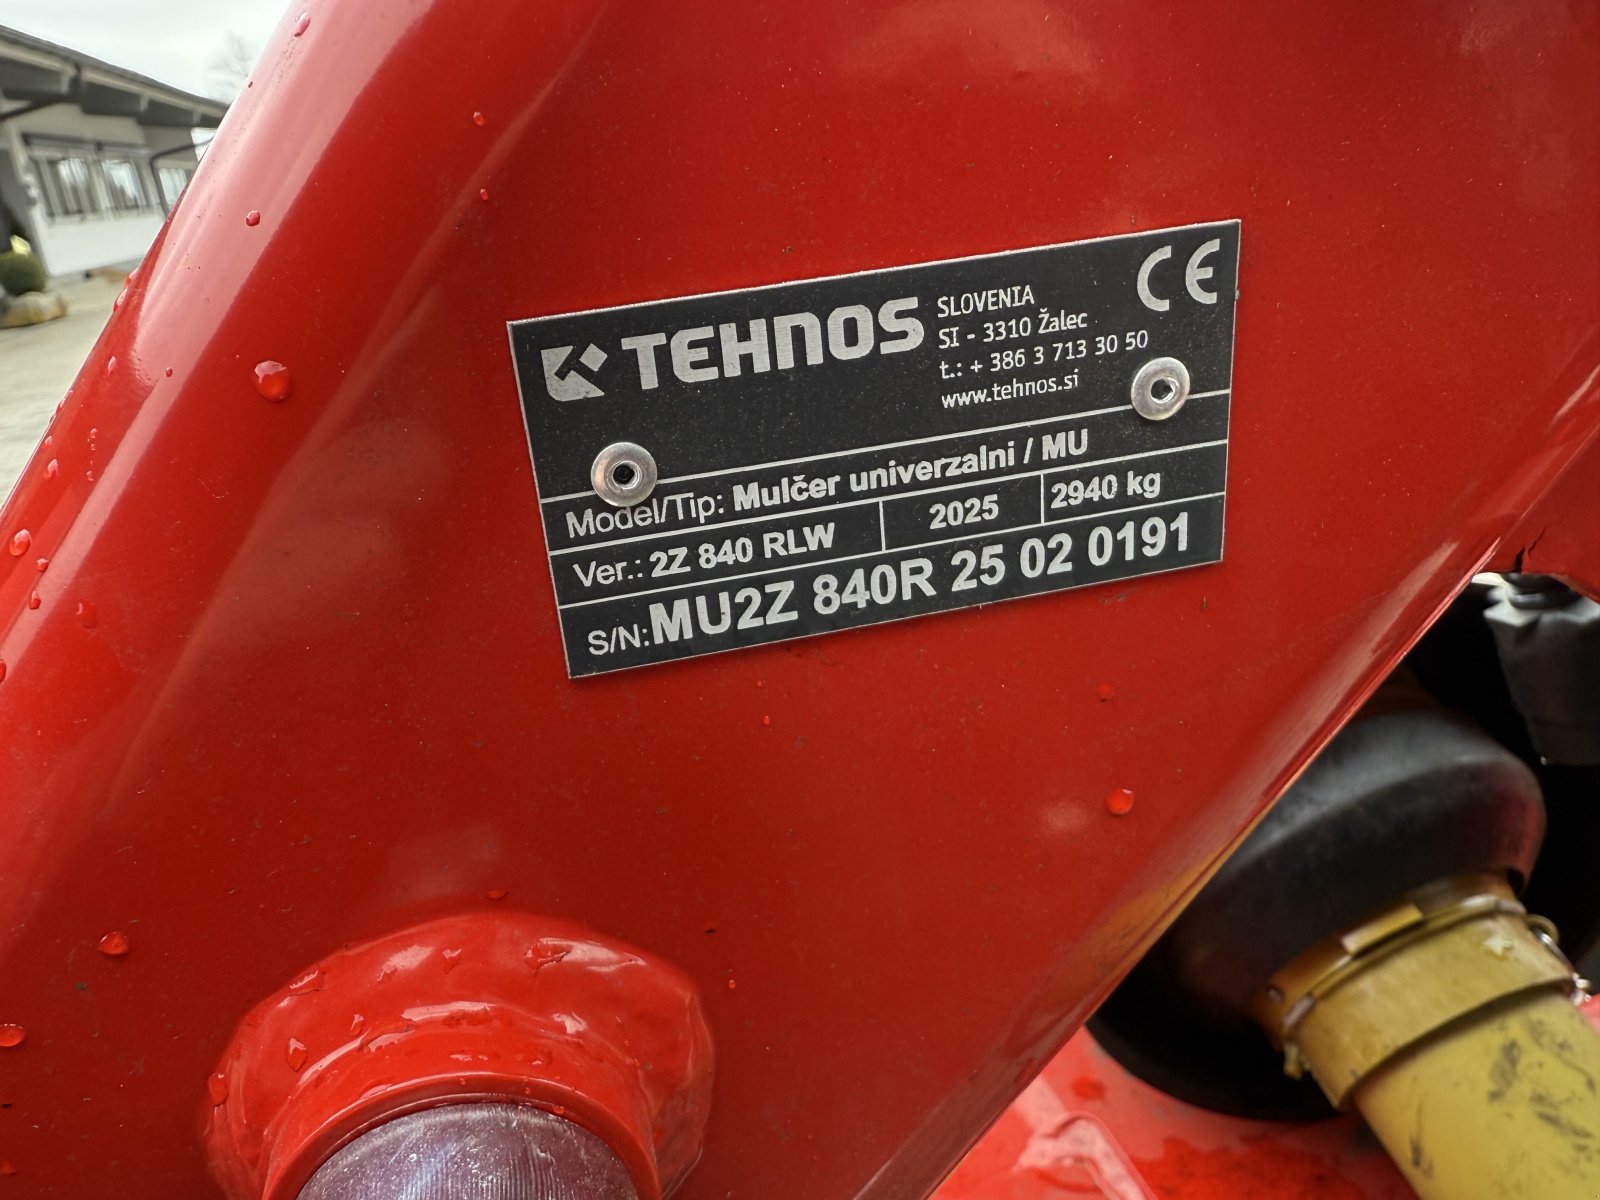 TEHNOS
SLOVENIA
SI - 3310 Žalec
t.: + 386 3 713 30 50
www.tehnos.si
CE
Model/Tip: Mulčer univerzalni / MU
Ver.: 2Z 840 RLW 2025 2940 kg
S/N: MU2Z 840R 25 02 0191